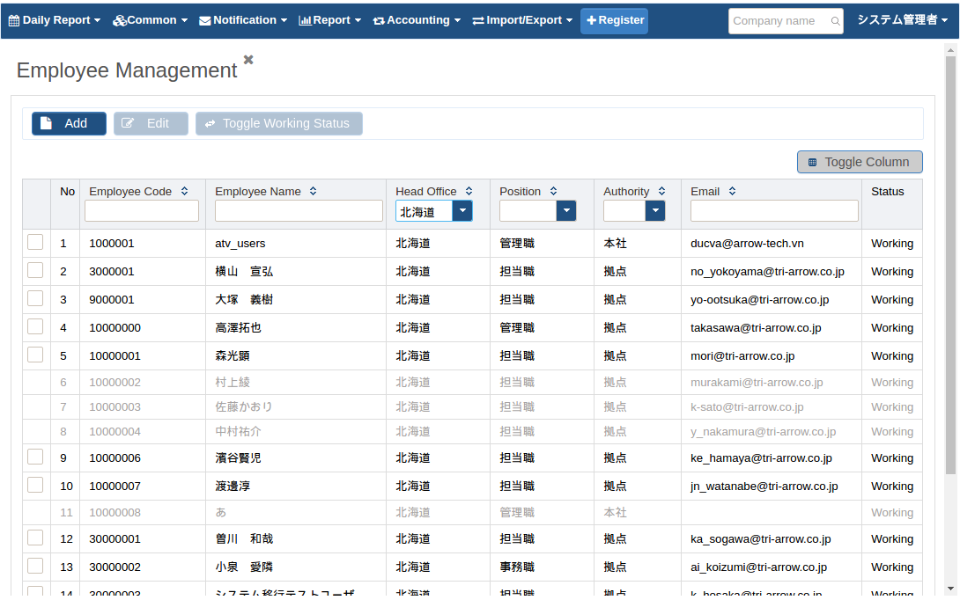 Daily Report Common Notification Report Accounting Import/Export Register Company name システム管理者
Employee Management
Add Edit Toggle Working Status
Toggle Column
No Employee Code Employee Name Head Office Position Authority Email Status
北海道
1 1000001 atv_users 北海道 管理職 本社 ducva@arrow-tech.vn Working
2 3000001 横山 宣弘 北海道 担当職 拠点 no_yokoyama@tri-arrow.co.jp Working
3 9000001 大塚 義樹 北海道 担当職 拠点 yo-ootsuka@tri-arrow.co.jp Working
4 10000000 高澤拓也 北海道 管理職 拠点 takasawa@tri-arrow.co.jp Working
5 10000001 森光顕 北海道 担当職 拠点 mori@tri-arrow.co.jp Working
6 10000002 村上綾 北海道 担当職 拠点 murakami@tri-arrow.co.jp Working
7 10000003 佐藤かおり 北海道 担当職 拠点 k-sato@tri-arrow.co.jp Working
8 10000004 中村祐介 北海道 担当職 拠点 y_nakamura@tri-arrow.co.jp Working
9 10000006 濱谷賢児 北海道 担当職 拠点 ke_hamaya@tri-arrow.co.jp Working
10 10000007 渡邊淳 北海道 担当職 拠点 jn_watanabe@tri-arrow.co.jp Working
11 10000008 あ 北海道 管理職 本社 Working
12 30000001 曽川 和哉 北海道 担当職 拠点 ka_sogawa@tri-arrow.co.jp Working
13 30000002 小泉 愛隣 北海道 事務職 拠点 ai_koizumi@tri-arrow.co.jp Working
14 30000003 システム移行テストユーザ 北海道 担当職 拠点 k_hosaka@tri-arrow.co.jp Working